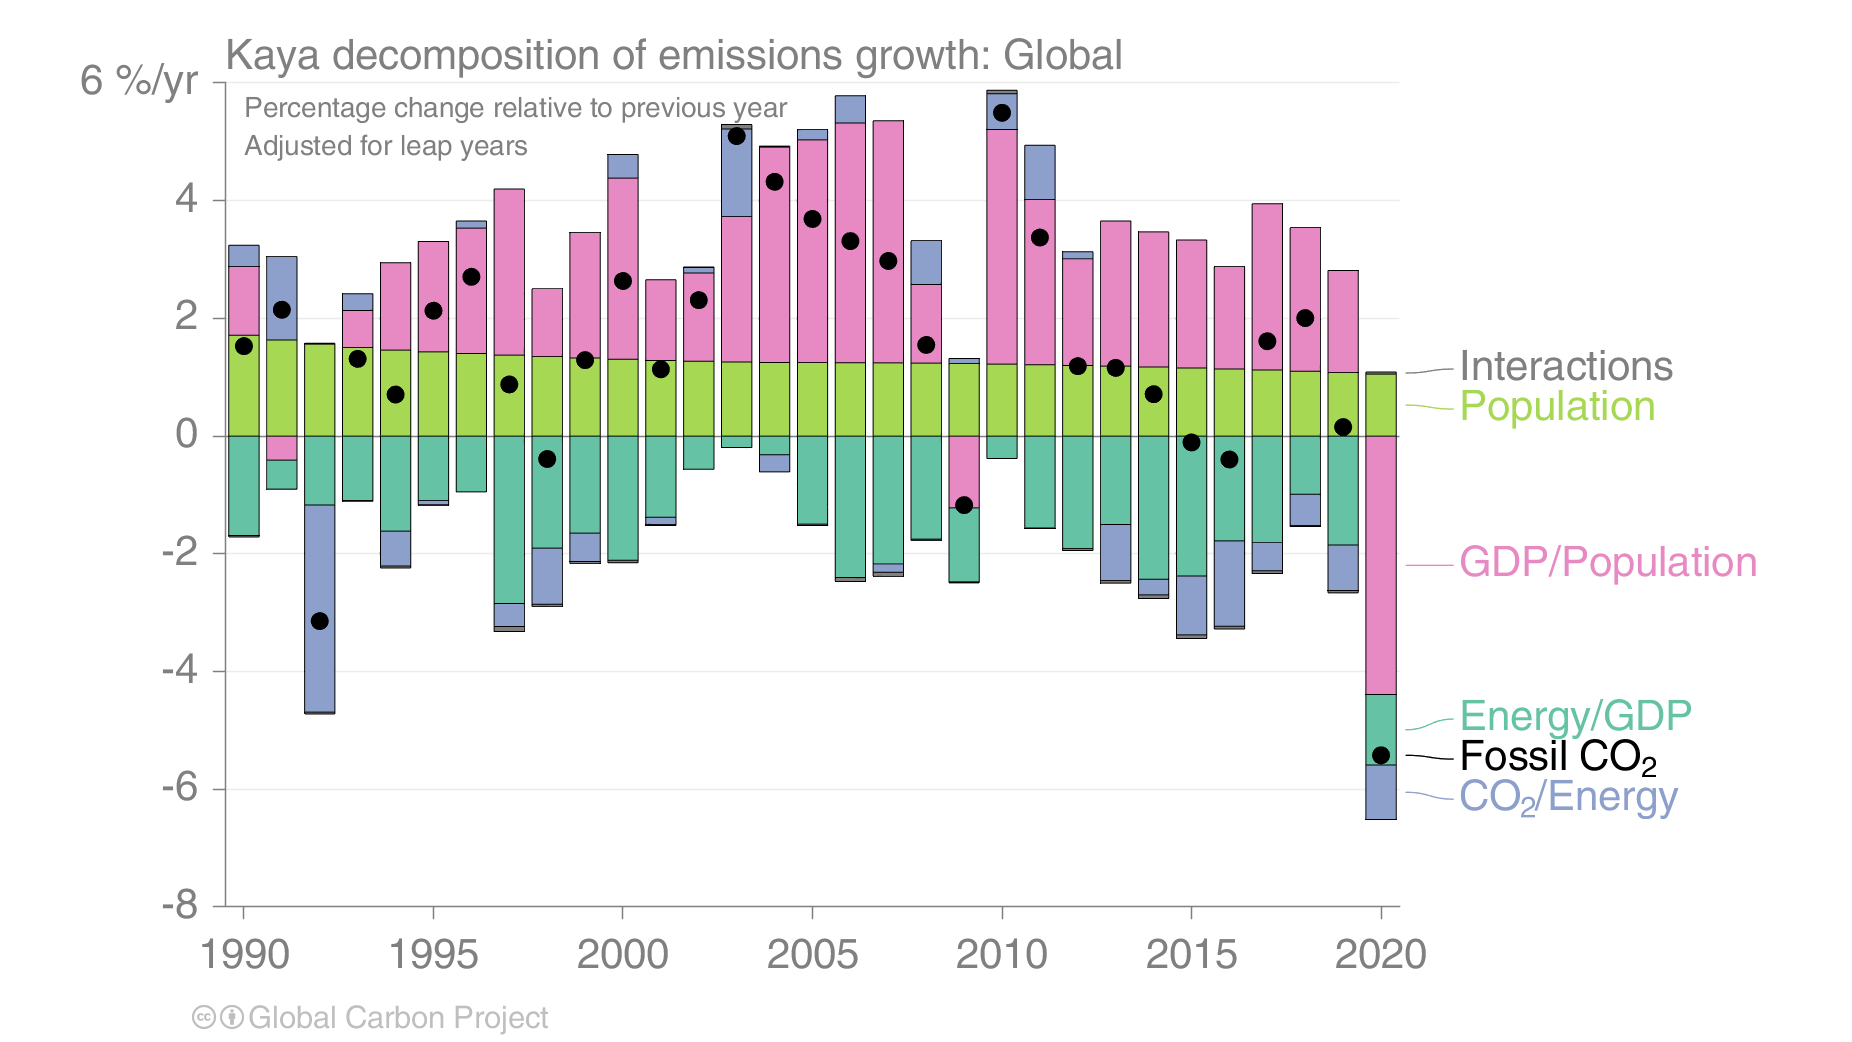 Kaya decomposition of emissions growth: Global
6 %/yr
Percentage change relative to previous year
Adjusted for leap years
4
2
0
-2
-4
-6
-8
Interactions
Population
GDP/Population
Energy/GDP
Fossil CO₂
CO₂/Energy
1990 1995 2000 2005 2010 2015 2020
cc Global Carbon Project